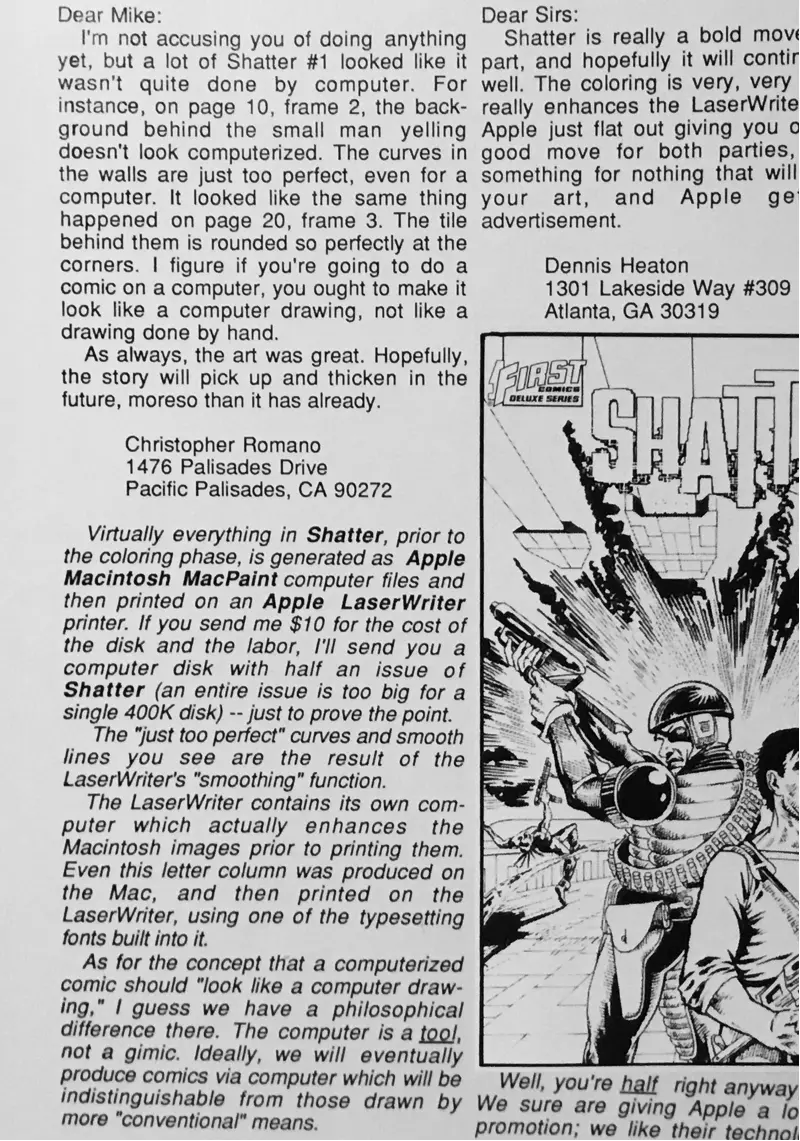 Dear Mike:
I'm not accusing you of doing anything
yet, but a lot of Shatter #1 looked like it
wasn't quite done by computer. For
instance, on page 10, frame 2, the back-
ground behind the small man yelling
doesn't look computerized. The curves in
the walls are just too perfect, even for a
computer. It looked like the same thing
happened on page 20, frame 3. The tile
behind them is rounded so perfectly at the
corners. I figure if you're going to do a
comic on a computer, you ought to make it
look like a computer drawing, not like a
drawing done by hand.
As always, the art was great. Hopefully,
the story will pick up and thicken in the
future, moreso than it has already.
Christopher Romano
1476 Palisades Drive
Pacific Palisades, CA 90272
Virtually everything in Shatter, prior to
the coloring phase, is generated as Apple
Macintosh MacPaint computer files and
then printed on an Apple LaserWriter
printer. If you send me $10 for the cost of
the disk and the labor, I'll send you a
computer disk with half an issue of
Shatter (an entire issue is too big for a
single 400K disk) -- just to prove the point.
The "just too perfect" curves and smooth
lines you see are the result of the
LaserWriter's "smoothing" function.
The LaserWriter contains its own com-
puter which actually enhances the
Macintosh images prior to printing them.
Even this letter column was produced on
the Mac, and then printed on the
LaserWriter, using one of the typesetting
fonts built into it.
As for the concept that a computerized
comic should "look like a computer draw-
ing," I guess we have a philosophical
difference there. The computer is a tool,
not a gimic. Ideally, we will eventually
produce comics via computer which will be
indistinguishable from those drawn by
more "conventional" means.
Dear Sirs:
Shatter is really a bold move
part, and hopefully it will contin
well. The coloring is very, very
really enhances the LaserWrite
Apple just flat out giving you
good move for both parties,
something for nothing that will
your art, and Apple get
advertisement.
Dennis Heaton
1301 Lakeside Way #309
Atlanta, GA 30319
FIRST
COMICS
DELUXE SERIES
SHATT
Well, you're half right anyway
We sure are giving Apple a lo
promotion; we like their technol